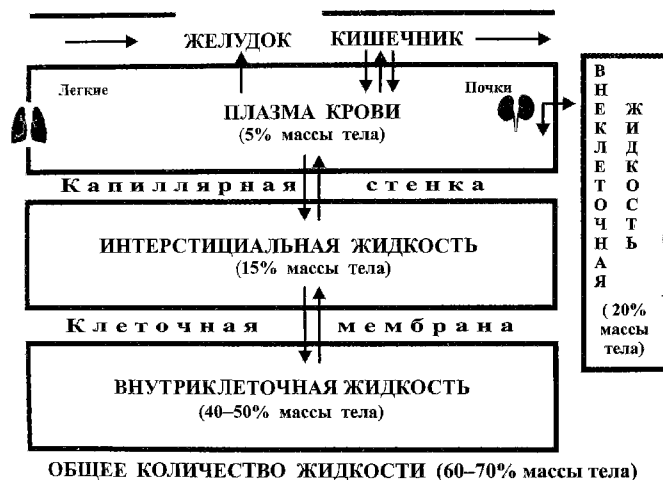 ЖЕЛУДОК КИШЕЧНИК
Легкие
Почки
ПЛАЗМА КРОВИ
(5% массы тела)
Капиллярная стенка
ИНТЕРСТИЦИАЛЬНАЯ ЖИДКОСТЬ
(15% массы тела)
Клеточная мембрана
ВНУТРИКЛЕТОЧНАЯ ЖИДКОСТЬ
(40–50% массы тела)
ВНЕКЛЕТОЧНАЯ
ЖИДКОСТЬ
( 20%
массы
тела)
ОБЩЕЕ КОЛИЧЕСТВО ЖИДКОСТИ (60–70% массы тела)